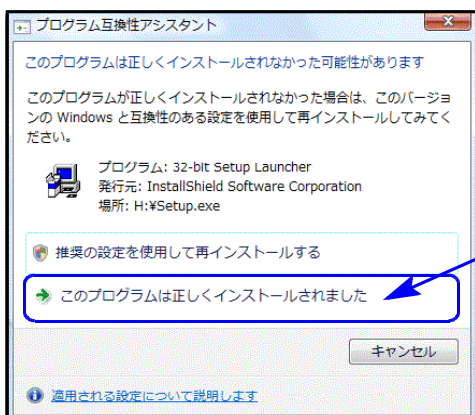 プログラム互換性アシスタント
このプログラムは正しくインストールされなかった可能性があります
このプログラムが正しくインストールされなかった場合は、このバージョ
ンの Windows と互換性のある設定を使用して再インストールしてみてく
ださい。
プログラム: 32-bit Setup Launcher
発行元: InstallShield Software Corporation
場所: H:¥Setup.exe
推奨の設定を使用して再インストールする
このプログラムは正しくインストールされました
キャンセル
適用される設定について説明します